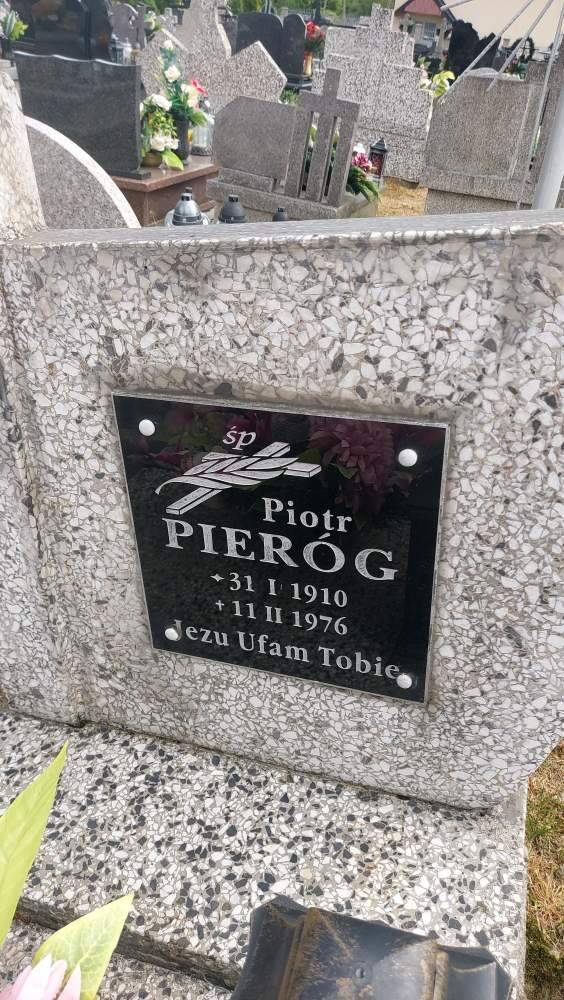 śp
Piotr
PIERÓG
✦ 31 I 1910
† 11 II 1976
Jezu Ufam Tobie